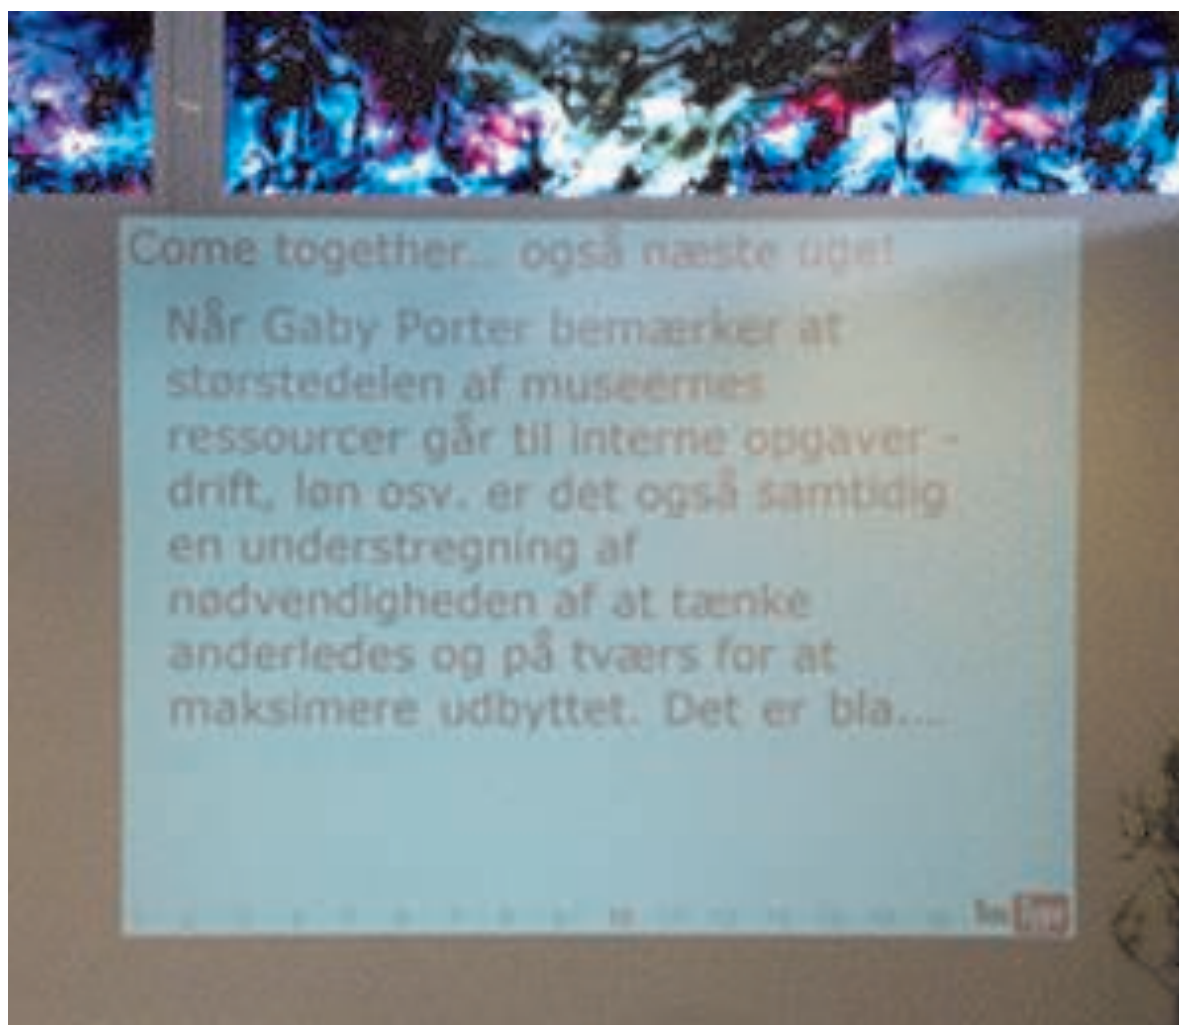 Come together... også næste uge!
Når Gaby Porter bemærker at
størstedelen af museernes
ressourcer går til interne opgaver -
drift, løn osv. er det også samtidig
en understregning af
nødvendigheden af at tænke
anderledes og på tværs for at
maksimere udbyttet. Det er bla....
10